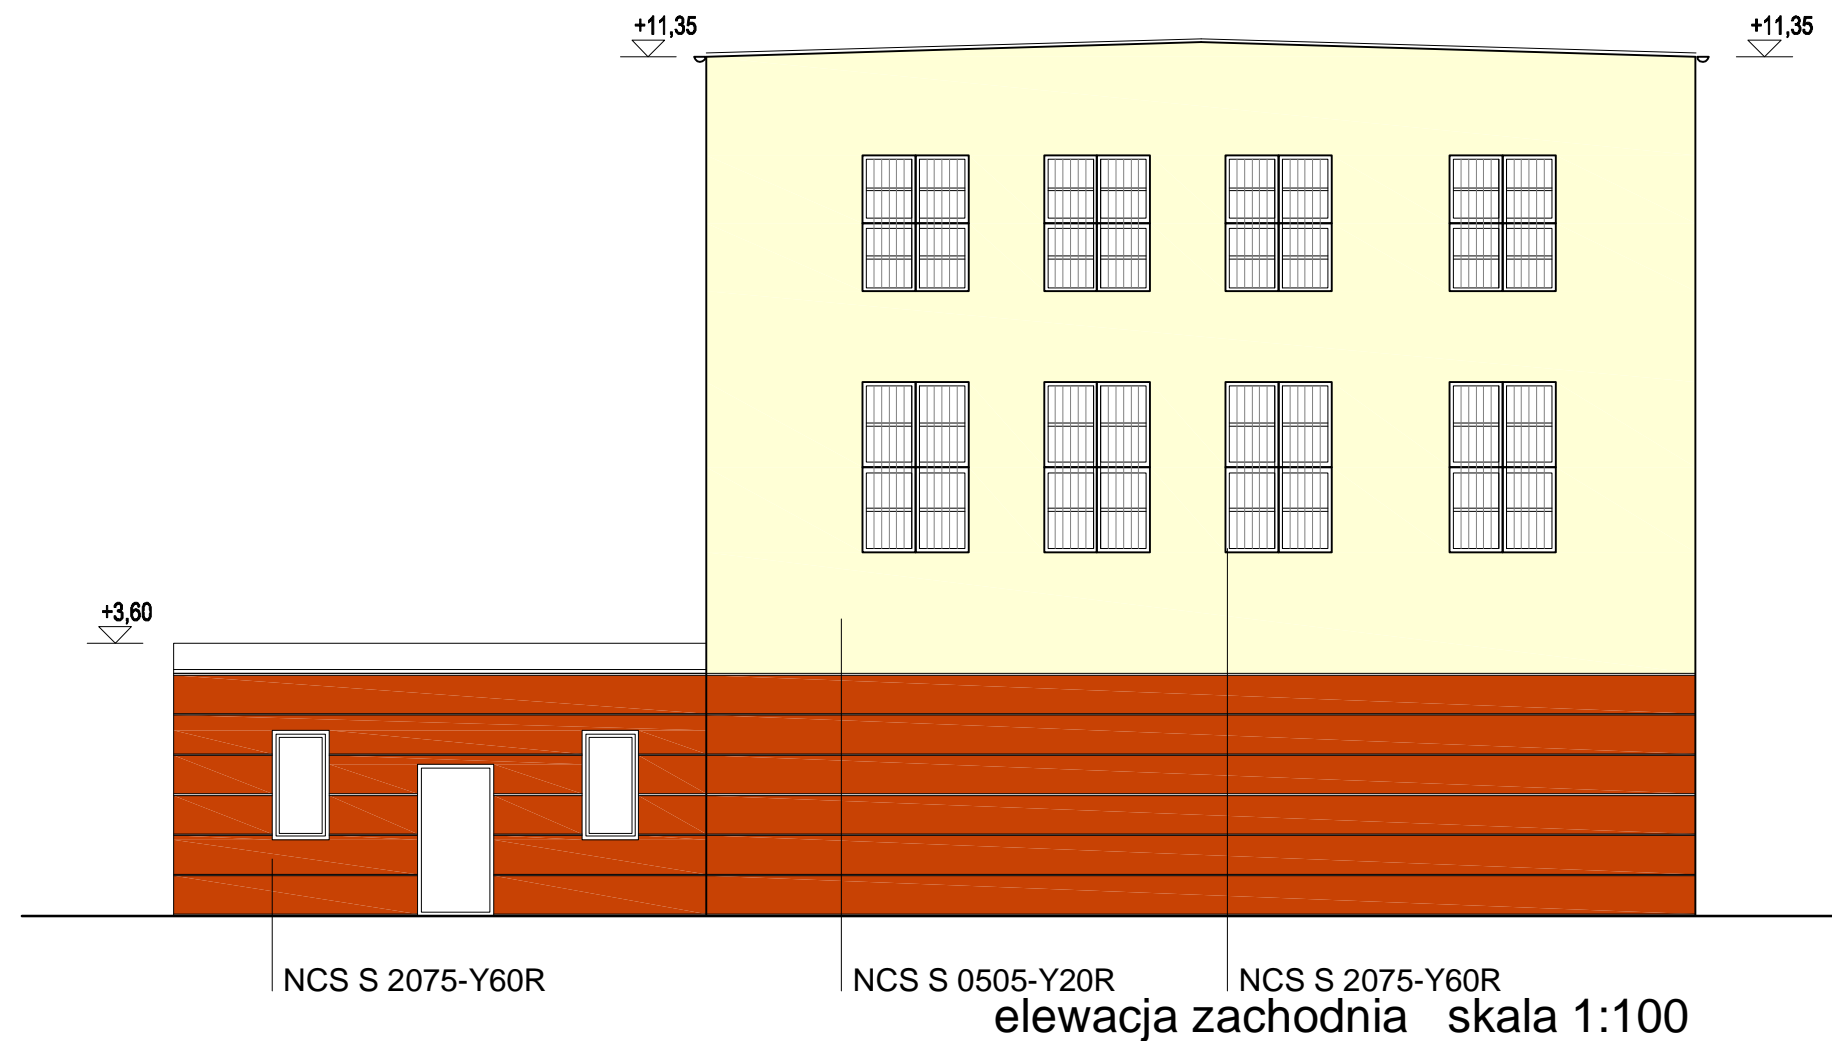 +11,35
+11,35
+3,60
NCS S 2075-Y60R
NCS S 0505-Y20R
NCS S 2075-Y60R
elewacja zachodnia skala 1:100